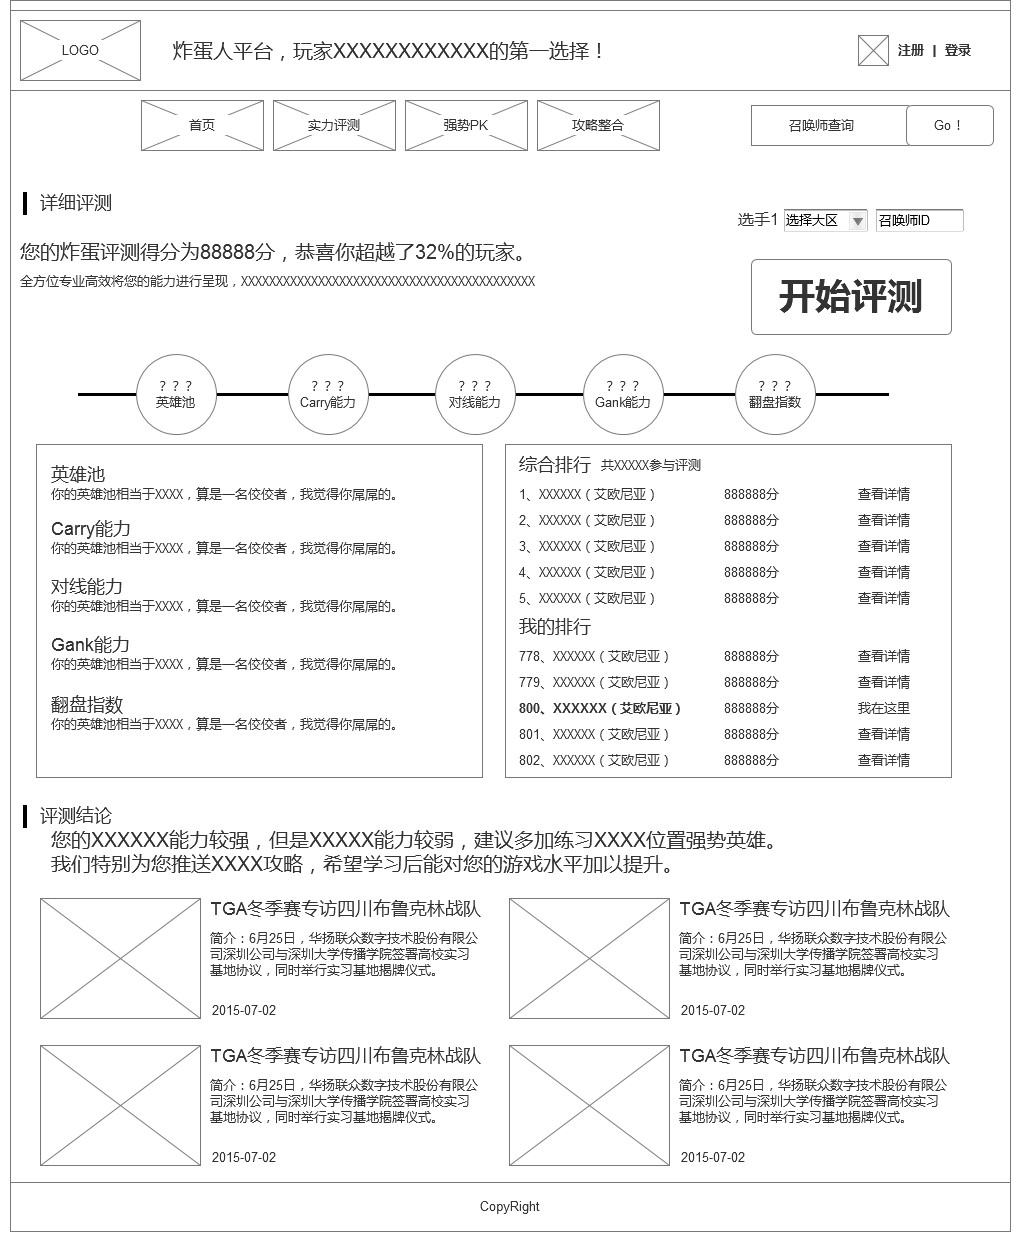 LOGO
炸蛋人平台，玩家XXXXXXXXXXXX的第一选择！
注册 | 登录
首页
实力评测
强势PK
攻略整合
召唤师查询
Go！
详细评测
选手1 选择大区 召唤师ID
您的炸蛋评测得分为88888分，恭喜你超越了32%的玩家。
全方位专业高效将您的能力进行呈现，XXXXXXXXXXXXXXXXXXXXXXXXXXXXXXXXXXXXXXXXXX
开始评测
？？？
英雄池
？？？
Carry能力
？？？
对线能力
？？？
Gank能力
？？？
翻盘指数
英雄池
你的英雄池相当于XXXX，算是一名佼佼者，我觉得你屌屌的。
Carry能力
你的英雄池相当于XXXX，算是一名佼佼者，我觉得你屌屌的。
对线能力
你的英雄池相当于XXXX，算是一名佼佼者，我觉得你屌屌的。
Gank能力
你的英雄池相当于XXXX，算是一名佼佼者，我觉得你屌屌的。
翻盘指数
你的英雄池相当于XXXX，算是一名佼佼者，我觉得你屌屌的。
综合排行 共XXXXX参与评测
1、XXXXXX（艾欧尼亚） 888888分 查看详情
2、XXXXXX（艾欧尼亚） 888888分 查看详情
3、XXXXXX（艾欧尼亚） 888888分 查看详情
4、XXXXXX（艾欧尼亚） 888888分 查看详情
5、XXXXXX（艾欧尼亚） 888888分 查看详情
我的排行
778、XXXXXX（艾欧尼亚） 888888分 查看详情
779、XXXXXX（艾欧尼亚） 888888分 查看详情
800、XXXXXX（艾欧尼亚） 888888分 我在这里
801、XXXXXX（艾欧尼亚） 888888分 查看详情
802、XXXXXX（艾欧尼亚） 888888分 查看详情
评测结论
您的XXXXXX能力较强，但是XXXXX能力较弱，建议多加练习XXXX位置强势英雄。
我们特别为您推送XXXX攻略，希望学习后能对您的游戏水平加以提升。
TGA冬季赛专访四川布鲁克林战队
简介：6月25日，华扬联众数字技术股份有限公
司深圳公司与深圳大学传播学院签署高校实习
基地协议，同时举行实习基地揭牌仪式。
2015-07-02
TGA冬季赛专访四川布鲁克林战队
简介：6月25日，华扬联众数字技术股份有限公
司深圳公司与深圳大学传播学院签署高校实习
基地协议，同时举行实习基地揭牌仪式。
2015-07-02
TGA冬季赛专访四川布鲁克林战队
简介：6月25日，华扬联众数字技术股份有限公
司深圳公司与深圳大学传播学院签署高校实习
基地协议，同时举行实习基地揭牌仪式。
2015-07-02
TGA冬季赛专访四川布鲁克林战队
简介：6月25日，华扬联众数字技术股份有限公
司深圳公司与深圳大学传播学院签署高校实习
基地协议，同时举行实习基地揭牌仪式。
2015-07-02
CopyRight